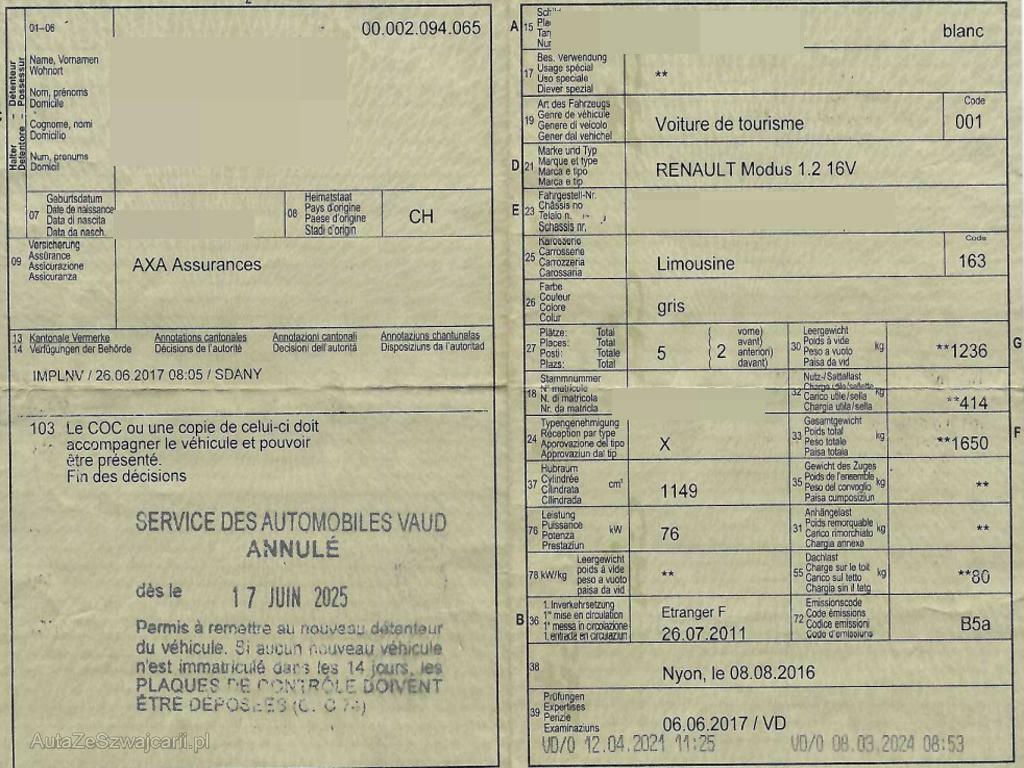 01-06
00.002.094.065
Halter - Détenteur
Detentore - Possessur
Name, Vornamen
Wohnort
Nom, prénoms
Domicile
Cognome, nomi
Domicilio
Num, prenums
Domicil
07
Geburtsdatum
Date de naissance
Data di nascita
Data da nasch.
08
Heimatstaat
Pays d'origine
Paese d'origine
Stadi d'origin
CH
09
Versicherung
Assurance
Assicurazione
Assicuranza
AXA Assurances
13 Kantonale Vermerke Annotations cantonales Annotazioni cantonali Annotaziuns chantunalas
14 Verfügungen der Behörde Décisions de l'autorité Decisioni dell'autorità Disposiziuns da l'autoritad
IMPLNV / 26.06.2017 08:05 / SDANY
103 Le COC ou une copie de celui-ci doit
accompagner le véhicule et pouvoir
être présenté.
Fin des décisions
SERVICE DES AUTOMOBILES VAUD
ANNULÉ
dès le 17 JUIN 2025
Permis à remettre au nouveau détenteur
du véhicule. Si aucun nouveau véhicule
n'est immatriculé dans les 14 jours, les
PLAQUES DE CONTRÔLE DOIVENT
ÊTRE DÉPOSÉES
AutaZeSzwajcarii.pl
A 15
blanc
17
Bes. Verwendung
Usage spécial
Uso speciale
Diever spezial
**
19
Art des Fahrzeugs
Genre de véhicule
Genere di veicolo
Gener dal vehichel
Voiture de tourisme
Code
001
D 21
Marke und Typ
Marque et type
Marca e tipo
Marca e tip
RENAULT Modus 1.2 16V
E 23
Fahrgestell-Nr.
Châssis no
Telaio n.
Schassis nr.
25
Karosserie
Carrosserie
Carrozzeria
Carossaria
Limousine
Code
163
26
Farbe
Couleur
Colore
Colur
gris
27
Plätze: Total
Places: Total
Posti: Totale
Plazs: Total
5
vorne)
avant)
anteriori)
davant)
2
30
Leergewicht
Poids à vide
Peso a vuoto
Paisa da vid
kg
**1236
G
18
Stammnummer
N° matricule
N. di matricola
Nr. da matricla
32
Nutz-/Sattellast
Charge utile/sellette
Carico utile/sella
Chargia utila/sella
kg
**414
24
Typengenehmigung
Réception par type
Approvazione del tipo
Approvaziun dal tip
X
33
Gesamtgewicht
Poids total
Peso totale
Paisa totala
kg
**1650
F
37
Hubraum
Cylindrée
Cilindrata
Cilindrada
cm³
1149
35
Gewicht des Zuges
Poids de l'ensemble
Peso del convoglio
Paisa cumposiziun
kg
**
76
Leistung
Puissance
Potenza
Prestaziun
kW
76
31
Anhängelast
Poids remorquable
Carico rimorchiato
Chargia annexa
kg
**
78 kW/kg
Leergewicht
poids à vide
peso a vuoto
paisa da vid
**
55
Dachlast
Charge sur le toit
Carico sul tetto
Chargia sin il tetg
kg
**80
B 36
1. Inverkehrsetzung
1re mise en circulation
1a messa in circolazione
1. entrada en circulaziun
Etranger F
26.07.2011
72
Emissionscode
Code émissions
Codice emissioni
Code d'emissiuns
B5a
38
Nyon, le 08.08.2016
39
Prüfungen
Expertises
Perizie
Examinaziuns
06.06.2017 / VD
VD/0 12.04.2021 11:25 VD/0 08.03.2024 08:53